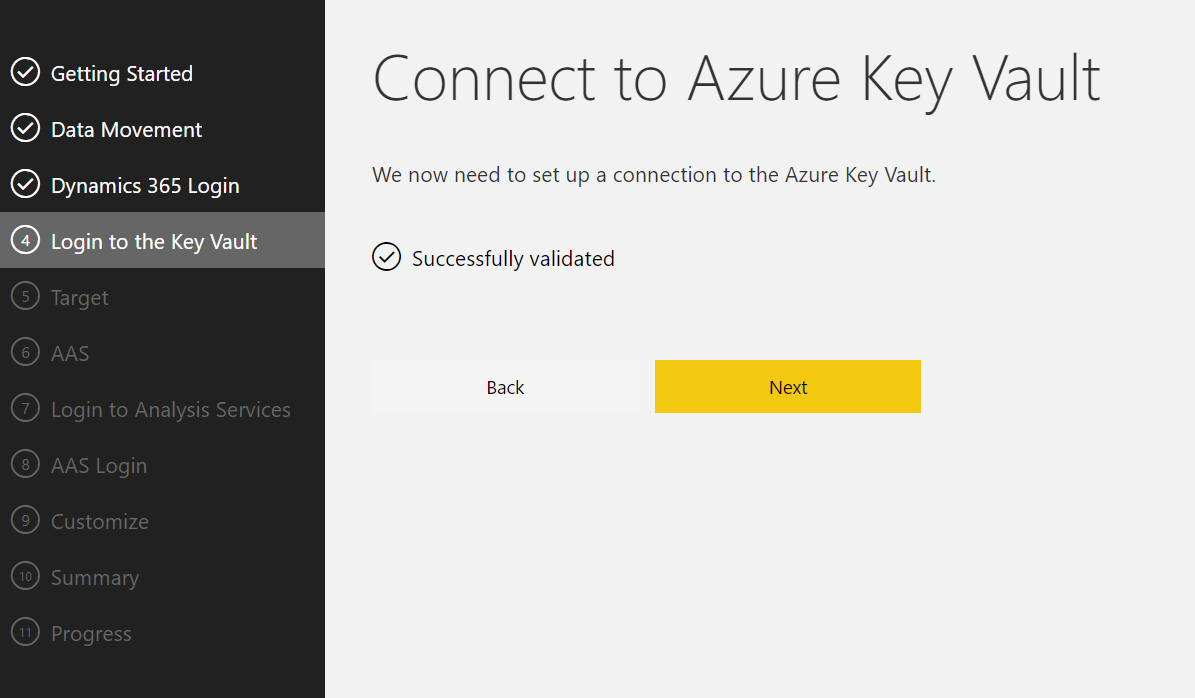 Getting Started
Data Movement
Dynamics 365 Login
4 Login to the Key Vault
5 Target
6 AAS
7 Login to Analysis Services
8 AAS Login
9 Customize
10 Summary
11 Progress
Connect to Azure Key Vault
We now need to set up a connection to the Azure Key Vault.
Successfully validated
Back Next